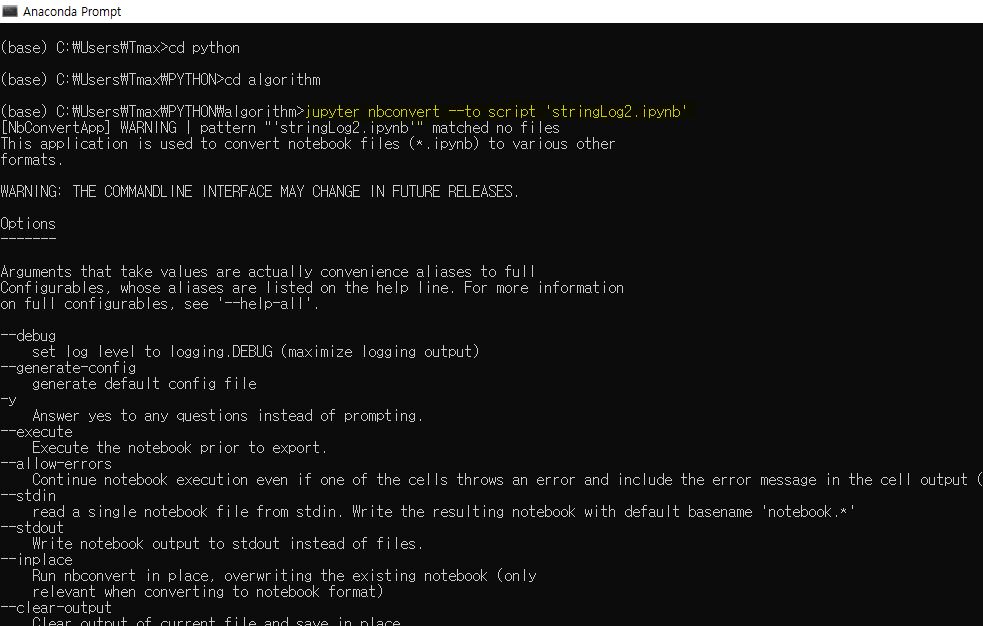 Anaconda Prompt
(base) C:₩Users₩Tmax>cd python
(base) C:₩Users₩Tmax₩PYTHON>cd algorithm
(base) C:₩Users₩Tmax₩PYTHON₩algorithm>jupyter nbconvert --to script 'stringLog2.ipynb'
[NbConvertApp] WARNING | pattern "'stringLog2.ipynb'" matched no files
This application is used to convert notebook files (*.ipynb) to various other
formats.
WARNING: THE COMMANDLINE INTERFACE MAY CHANGE IN FUTURE RELEASES.
Options
-------
Arguments that take values are actually convenience aliases to full
Configurables, whose aliases are listed on the help line. For more information
on full configurables, see '--help-all'.
--debug
set log level to logging.DEBUG (maximize logging output)
--generate-config
generate default config file
-y
Answer yes to any questions instead of prompting.
--execute
Execute the notebook prior to export.
--allow-errors
Continue notebook execution even if one of the cells throws an error and include the error message in the cell output (
--stdin
read a single notebook file from stdin. Write the resulting notebook with default basename 'notebook.*'
--stdout
Write notebook output to stdout instead of files.
--inplace
Run nbconvert in place, overwriting the existing notebook (only
relevant when converting to notebook format)
--clear-output
Clear output of current file and save in place,